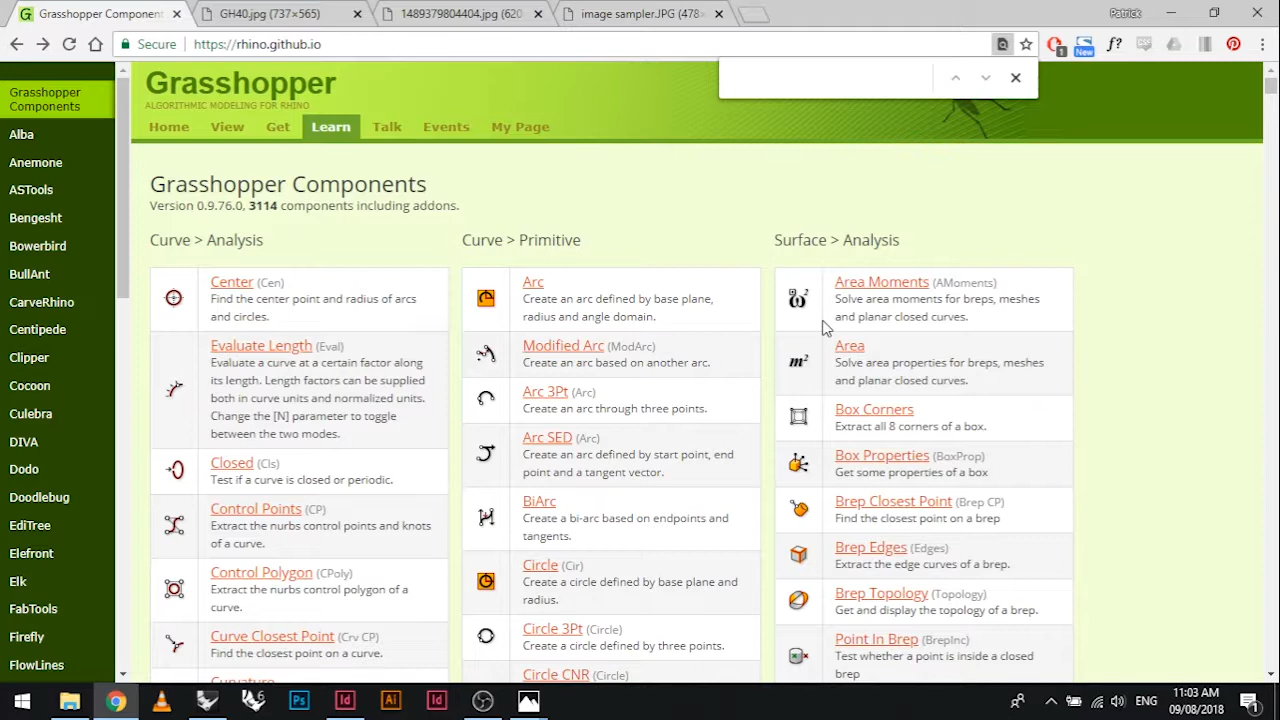 Grasshopper Component
GH40.jpg (737×565)
1489379804404.jpg (620
image sampler.JPG (478×
Patrick
Secure
https://rhino.github.io
1
New
f?
Grasshopper
ALGORITHMIC MODELING FOR RHINO
Home
View
Get
Learn
Talk
Events
My Page
Grasshopper
Components
Alba
Anemone
ASTools
Bengesht
Bowerbird
BullAnt
CarveRhino
Centipede
Clipper
Cocoon
Culebra
DIVA
Dodo
Doodlebug
EdiTree
Elefront
Elk
FabTools
Firefly
FlowLines
Grasshopper Components
Version 0.9.76.0, 3114 components including addons.
Curve > Analysis
Center (Cen)
Find the center point and radius of arcs
and circles.
Evaluate Length (Eval)
Evaluate a curve at a certain factor along
its length. Length factors can be supplied
both in curve units and normalized units.
Change the [N] parameter to toggle
between the two modes.
Closed (Cls)
Test if a curve is closed or periodic.
Control Points (CP)
Extract the nurbs control points and knots
of a curve.
Control Polygon (CPoly)
Extract the nurbs control polygon of a
curve.
Curve Closest Point (Crv CP)
Find the closest point on a curve.
Curvature
Curve > Primitive
Arc
Create an arc defined by base plane,
radius and angle domain.
Modified Arc (ModArc)
Create an arc based on another arc.
Arc 3Pt (Arc)
Create an arc through three points.
Arc SED (Arc)
Create an arc defined by start point, end
point and a tangent vector.
BiArc
Create a bi-arc based on endpoints and
tangents.
Circle (Cir)
Create a circle defined by base plane and
radius.
Circle 3Pt (Circle)
Create a circle defined by three points.
Circle CNR (Circle)
Surface > Analysis
ω²
Area Moments (AMoments)
Solve area moments for breps, meshes
and planar closed curves.
m²
Area
Solve area properties for breps, meshes
and planar closed curves.
Box Corners
Extract all 8 corners of a box.
Box Properties (BoxProp)
Get some properties of a box
Brep Closest Point (Brep CP)
Find the closest point on a brep
Brep Edges (Edges)
Extract the edge curves of a brep.
Brep Topology (Topology)
Get and display the topology of a brep.
Point In Brep (BrepInc)
Test whether a point is inside a closed
brep
Ps
Id
Ai
Id
ENG
11:03 AM
09/08/2018
1